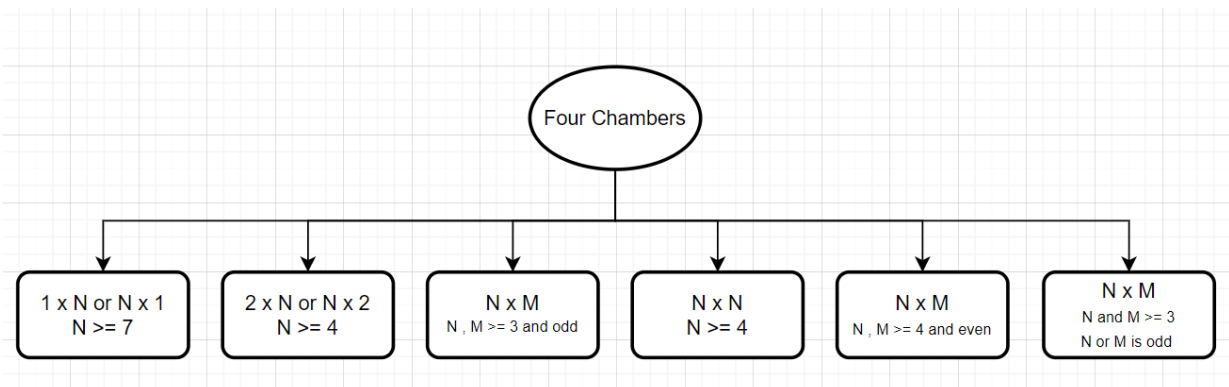 Four Chambers
1 x N or N x 1
N >= 7
2 x N or N x 2
N >= 4
N x M
N , M >= 3 and odd
N x N
N >= 4
N x M
N , M >= 4 and even
N x M
N and M >= 3
N or M is odd